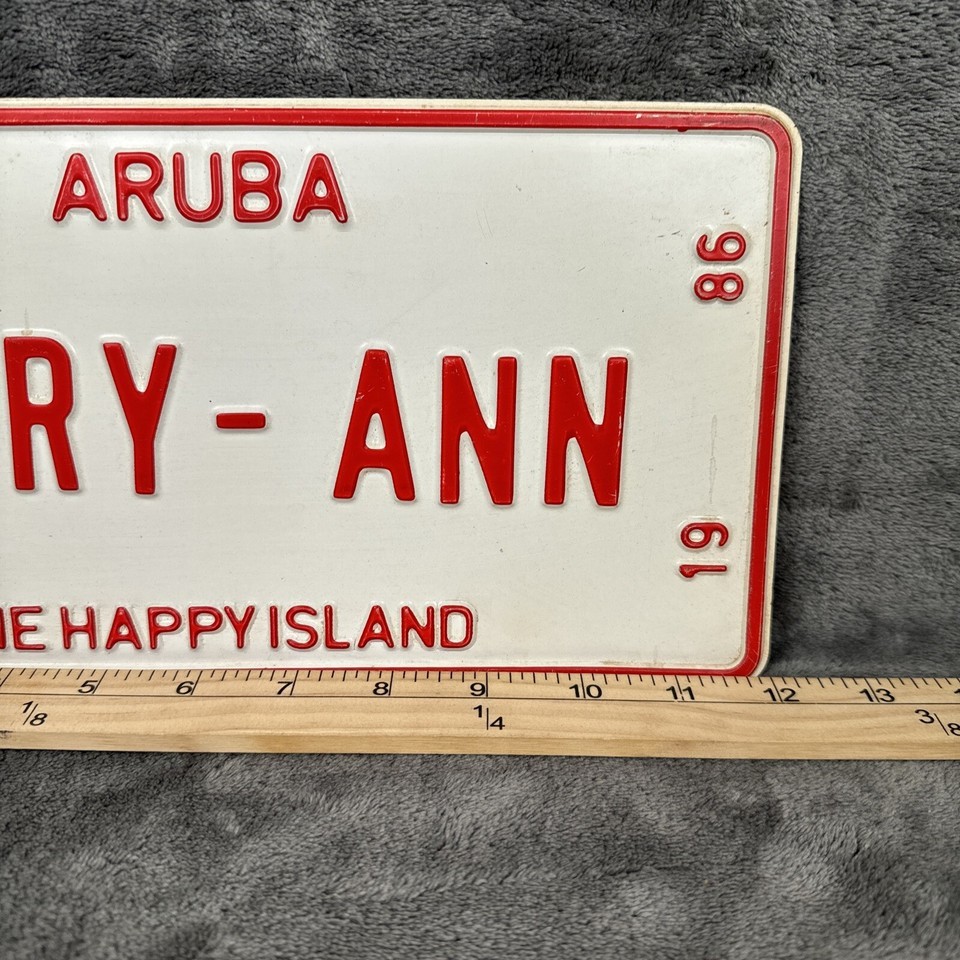 ARUBA
86
RY-ANN
19
HE HAPPY ISLAND
5 6 7 8 9 10 11 12 13
1/8 1/4 3/8